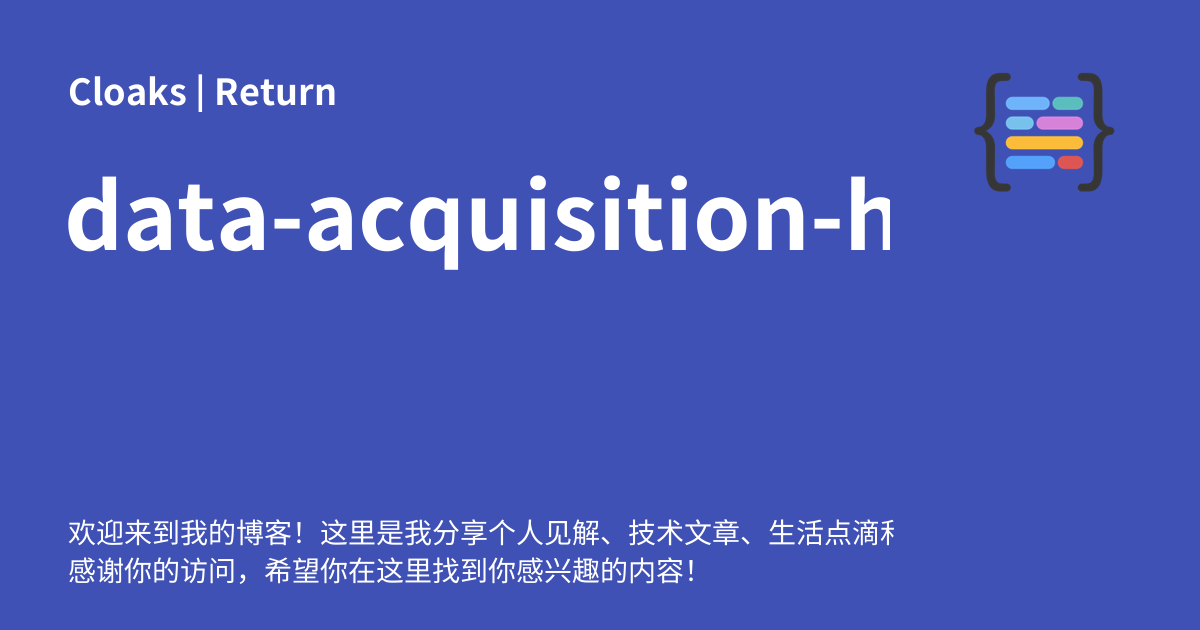 Cloaks | Return
data-acquisition-h
欢迎来到我的博客！这里是我分享个人见解、技术文章、生活点滴
感谢你的访问，希望你在这里找到你感兴趣的内容！